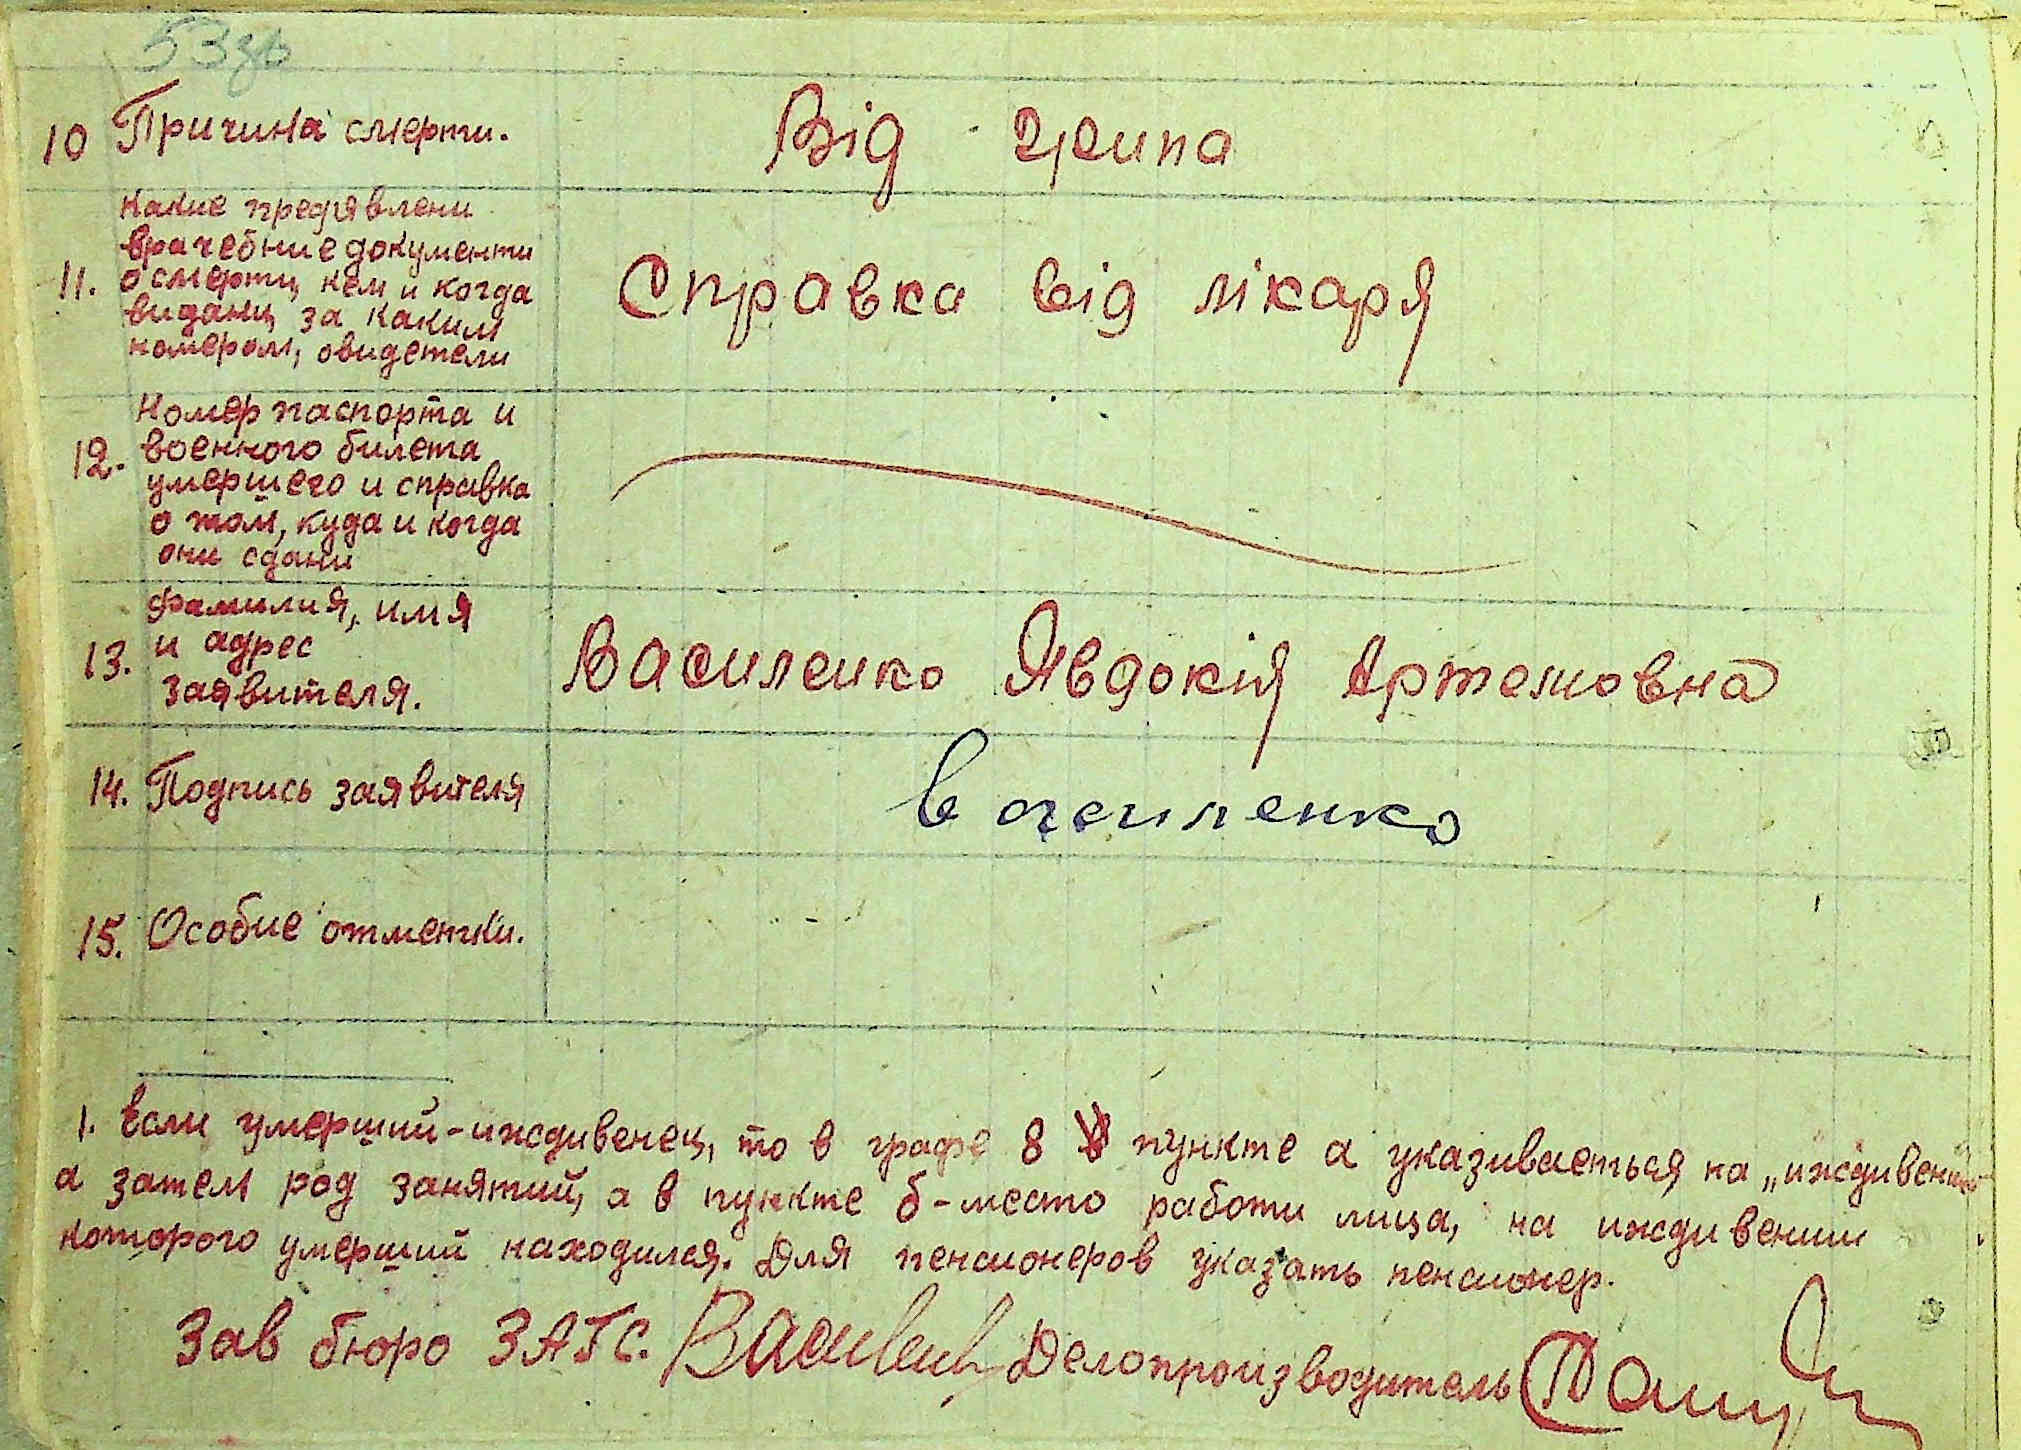 53зв
10 Причина смерти.
Від грипа
Какие предявлени
врачебние документи
11. о смерти, кем и когда
видани, за каким
номером, свидетели
Справка від лікаря
Номер паспорта и
12. военного билета
умершего и справка
о том, куда и когда
они сдани
Фамилия, имя
13. и адрес
заявителя.
Василенко Явдокія Артемовна
14. Подпись заявителя
Василенко
15. Особие отметки.
1. Если умерший-иждивенец, то в графе 8 в пункте а указиваеться на „иждивении"
а затем род занятий, а в пункте б-место работи лица, на иждивении
которого умерший находился. Для пенсионеров указать пенсионер.
Зав бюро ЗАГС. Делопроизводитель